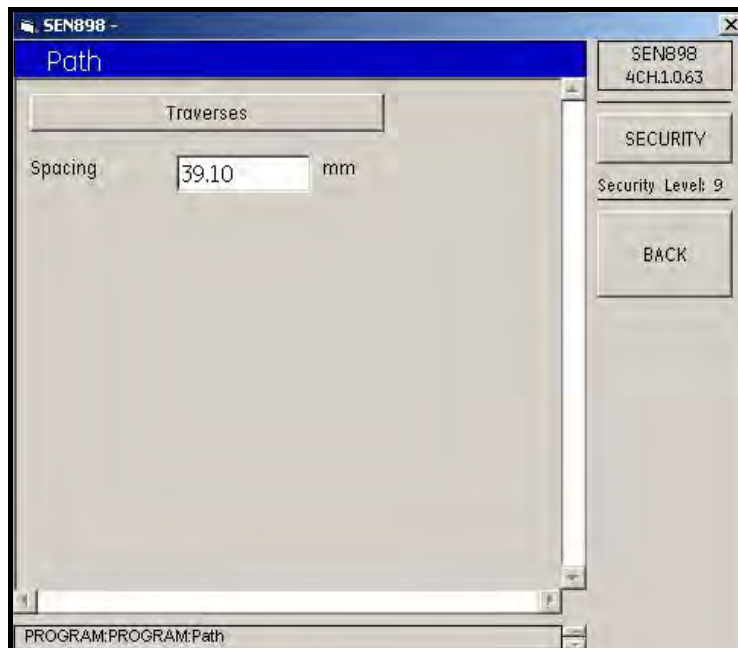 SEN898 -
Path
SEN898
4CH.1.0.63
Traverses
SECURITY
Spacing 39.10 mm
Security Level: 9
BACK
PROGRAM:PROGRAM:Path